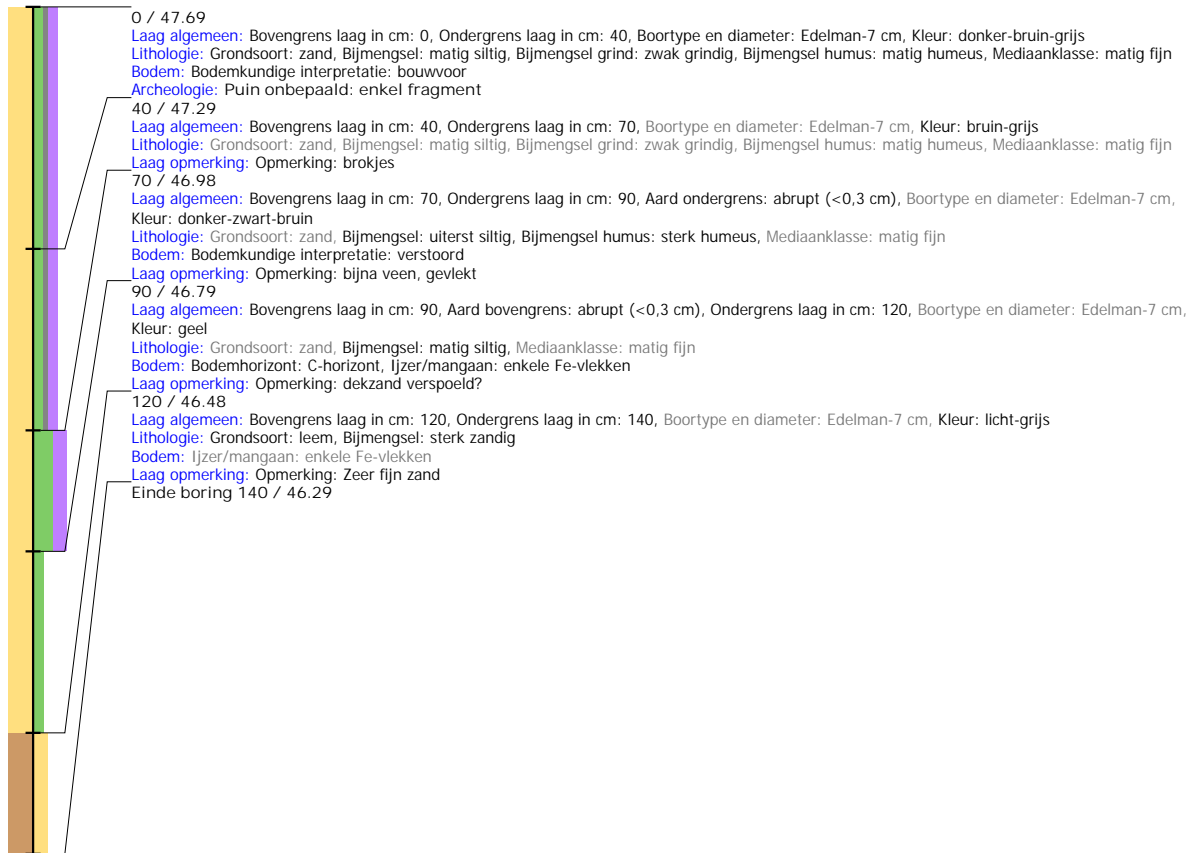 0 / 47.69
Laag algemeen: Bovengrens laag in cm: 0, Ondergrens laag in cm: 40, Boortype en diameter: Edelman-7 cm, Kleur: donker-bruin-grijs
Lithologie: Grondsoort: zand, Bijmengsel: matig siltig, Bijmengsel grind: zwak grindig, Bijmengsel humus: matig humeus, Mediaanklasse: matig fijn
Bodem: Bodemkundige interpretatie: bouwvoor
Archeologie: Puin onbepaald: enkel fragment
40 / 47.29
Laag algemeen: Bovengrens laag in cm: 40, Ondergrens laag in cm: 70, Boortype en diameter: Edelman-7 cm, Kleur: bruin-grijs
Lithologie: Grondsoort: zand, Bijmengsel: matig siltig, Bijmengsel grind: zwak grindig, Bijmengsel humus: matig humeus, Mediaanklasse: matig fijn
Laag opmerking: Opmerking: brokjes
70 / 46.98
Laag algemeen: Bovengrens laag in cm: 70, Ondergrens laag in cm: 90, Aard ondergrens: abrupt (<0,3 cm), Boortype en diameter: Edelman-7 cm,
Kleur: donker-zwart-bruin
Lithologie: Grondsoort: zand, Bijmengsel: uiterst siltig, Bijmengsel humus: sterk humeus, Mediaanklasse: matig fijn
Bodem: Bodemkundige interpretatie: verstoord
Laag opmerking: Opmerking: bijna veen, gevlekt
90 / 46.79
Laag algemeen: Bovengrens laag in cm: 90, Aard bovengrens: abrupt (<0,3 cm), Ondergrens laag in cm: 120, Boortype en diameter: Edelman-7 cm,
Kleur: geel
Lithologie: Grondsoort: zand, Bijmengsel: matig siltig, Mediaanklasse: matig fijn
Bodem: Bodemhorizont: C-horizont, Ijzer/mangaan: enkele Fe-vlekken
Laag opmerking: Opmerking: dekzand verspoeld?
120 / 46.48
Laag algemeen: Bovengrens laag in cm: 120, Ondergrens laag in cm: 140, Boortype en diameter: Edelman-7 cm, Kleur: licht-grijs
Lithologie: Grondsoort: leem, Bijmengsel: sterk zandig
Bodem: Ijzer/mangaan: enkele Fe-vlekken
Laag opmerking: Opmerking: Zeer fijn zand
Einde boring 140 / 46.29